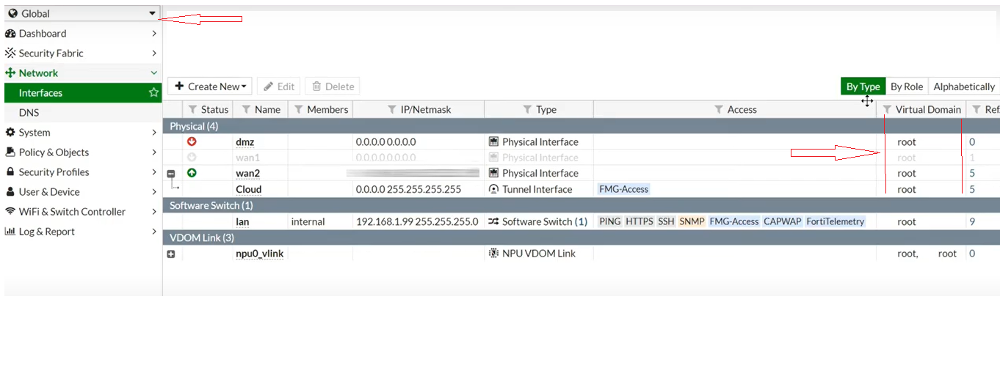 Global
Dashboard
Security Fabric
Network
Interfaces
DNS
System
Policy & Objects
Security Profiles
User & Device
WiFi & Switch Controller
Log & Report
Create New Edit Delete By Type By Role Alphabetically
Status Name Members IP/Netmask Type Access Virtual Domain Ref.
Physical (4)
dmz 0.0.0.0 0.0.0.0 Physical Interface root 0
wan1 0.0.0.0 0.0.0.0 Physical Interface root 1
wan2 Physical Interface root 5
Cloud 0.0.0.0 255.255.255.255 Tunnel Interface FMG-Access root 5
Software Switch (1)
lan internal 192.168.1.99 255.255.255.0 Software Switch (1) PING HTTPS SSH SNMP FMG-Access CAPWAP FortiTelemetry root 9
VDOM Link (3)
npu0_vlink NPU VDOM Link root, root 0